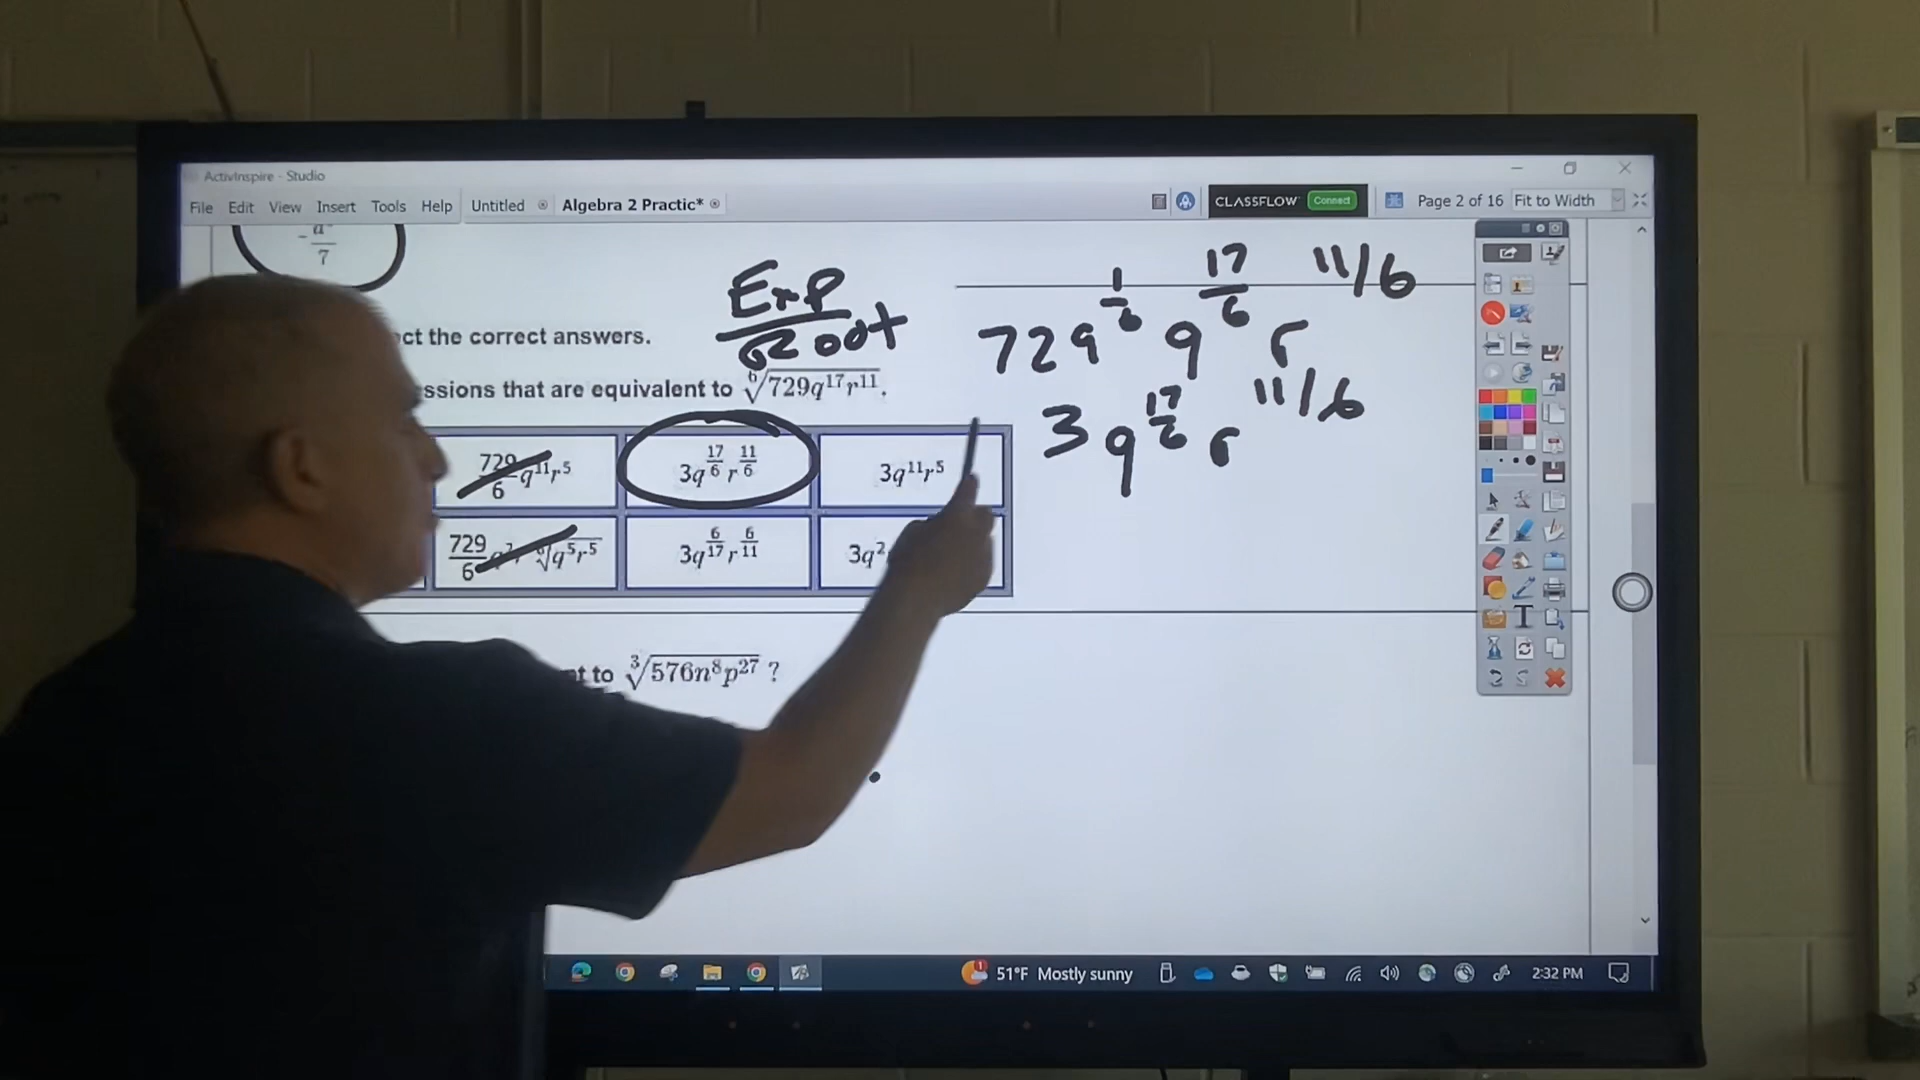 ActivInspire - Studio
File Edit View Insert Tools Help Untitled Algebra 2 Practic* CLASSFLOW Connect Page 2 of 16 Fit to Width
7
Exp
Root
729^{1/6} q^{17/6} r^{11/6}
3q^{17/6} r^{11/6}
ct the correct answers.
ssions that are equivalent to ⁶√729q¹⁷r¹¹.
729/6 q¹¹r⁵
3q^{17/6} r^{11/6}
3q¹¹r⁵
729/6
q⁵r⁵
3q^{6/17} r^{6/11}
3q²
t to ³√576n⁸p²⁷ ?
51°F Mostly sunny 2:32 PM